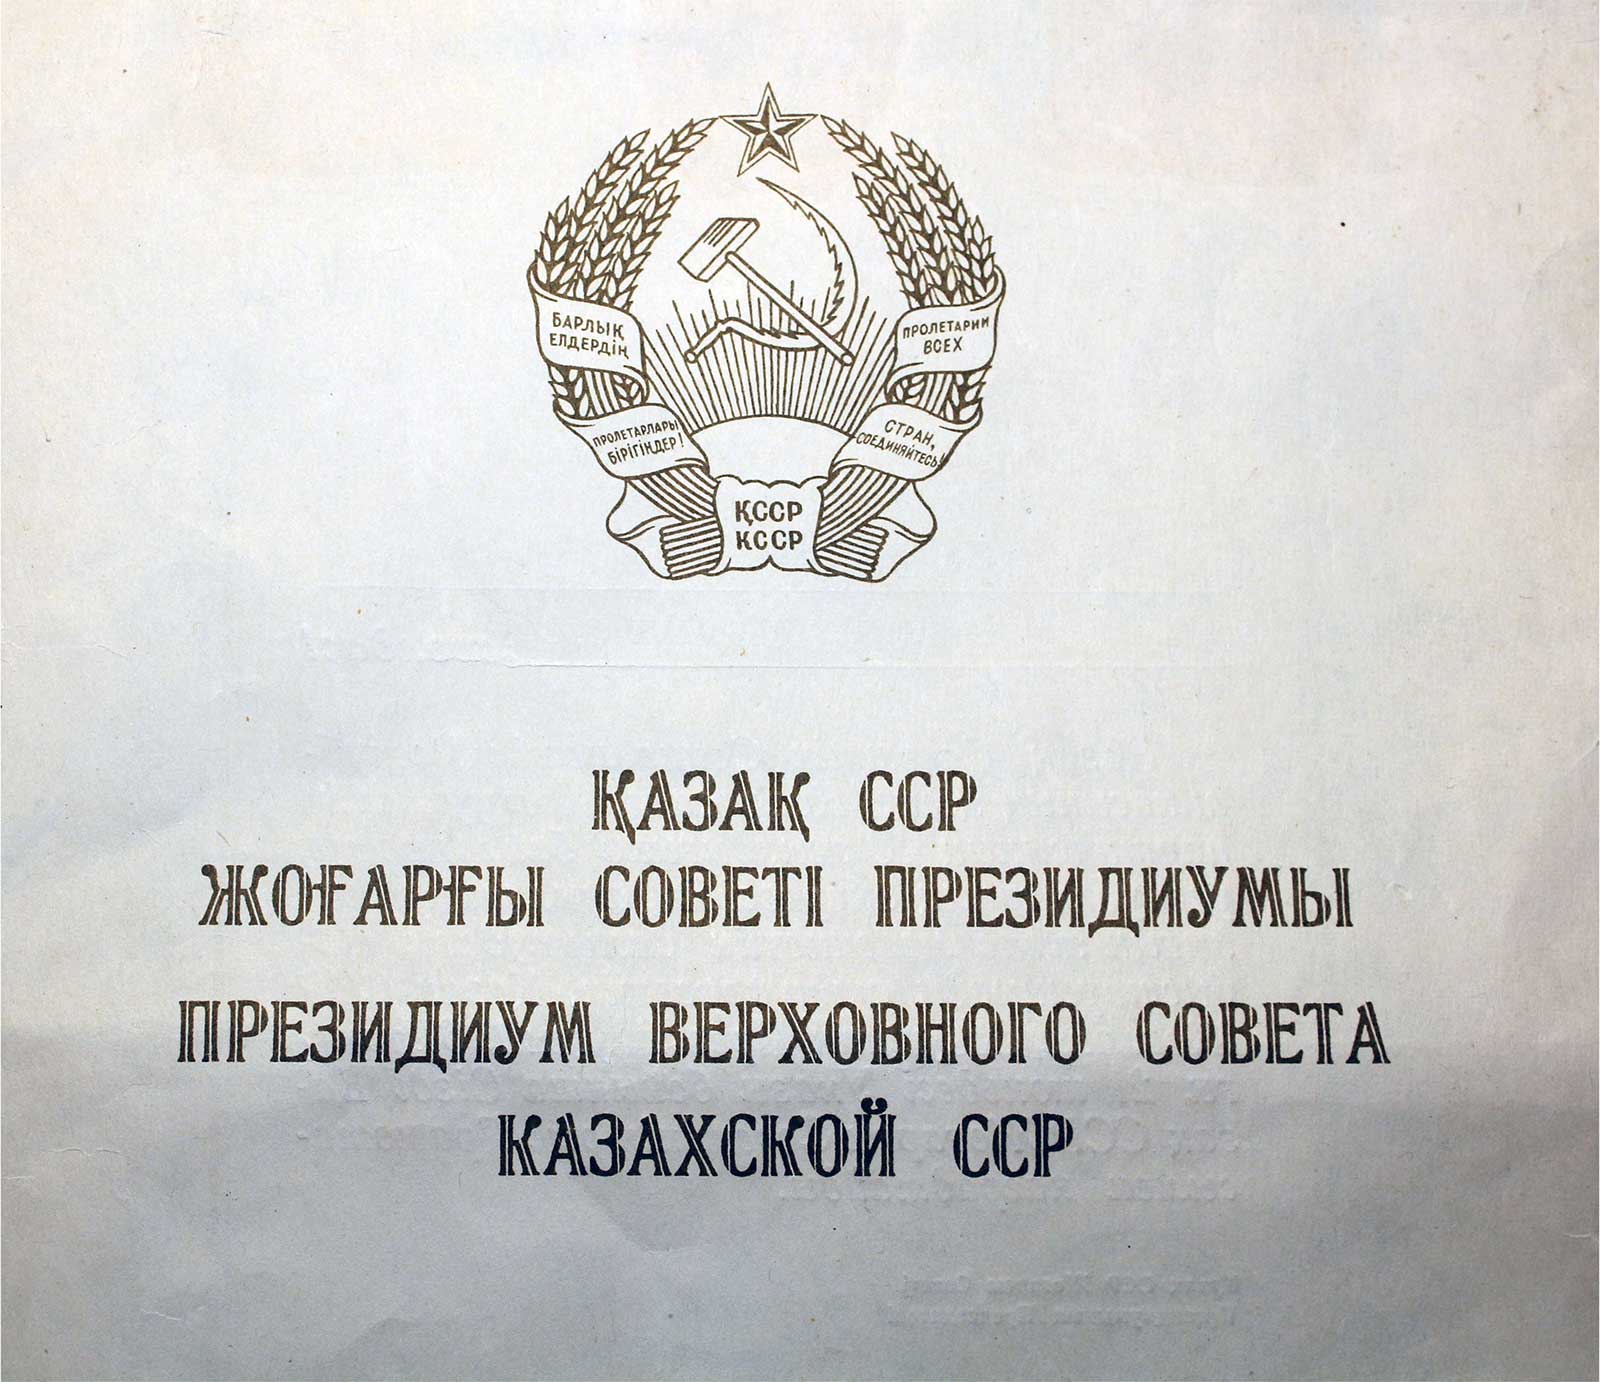 БАРЛЫҚ
ЕЛДЕРДІҢ
ПРОЛЕТАРЛАРЫ
БІРІГІҢДЕР!
ПРОЛЕТАРИИ
ВСЕХ
СТРАН,
СОЕДИНЯЙТЕСЬ!
ҚССР
КССР
ҚАЗАҚ ССР
ЖОҒАРҒЫ СОВЕТІ ПРЕЗИДИУМЫ
ПРЕЗИДИУМ ВЕРХОВНОГО СОВЕТА
КАЗАХСКОЙ ССР